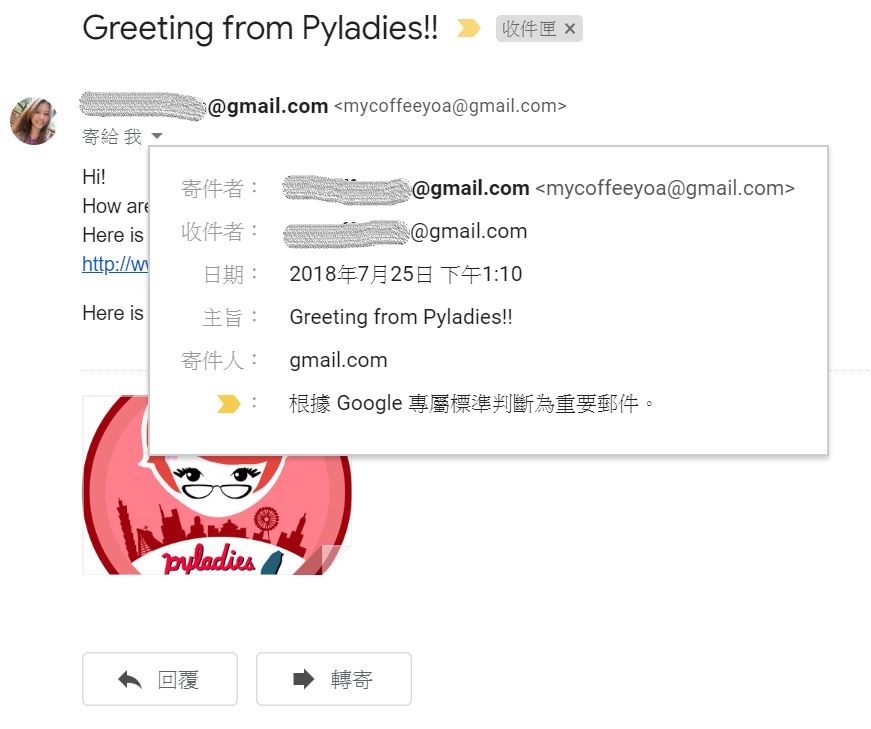 Greeting from Pyladies!!
收件匣 ×
@gmail.com <mycoffeeyoa@gmail.com>
寄給 我
Hi!
How are
Here is
http://w
Here is
寄件者： @gmail.com <mycoffeeyoa@gmail.com>
收件者： @gmail.com
日期： 2018年7月25日 下午1:10
主旨： Greeting from Pyladies!!
寄件人： gmail.com
： 根據 Google 專屬標準判斷為重要郵件。
pyladies
回覆
轉寄